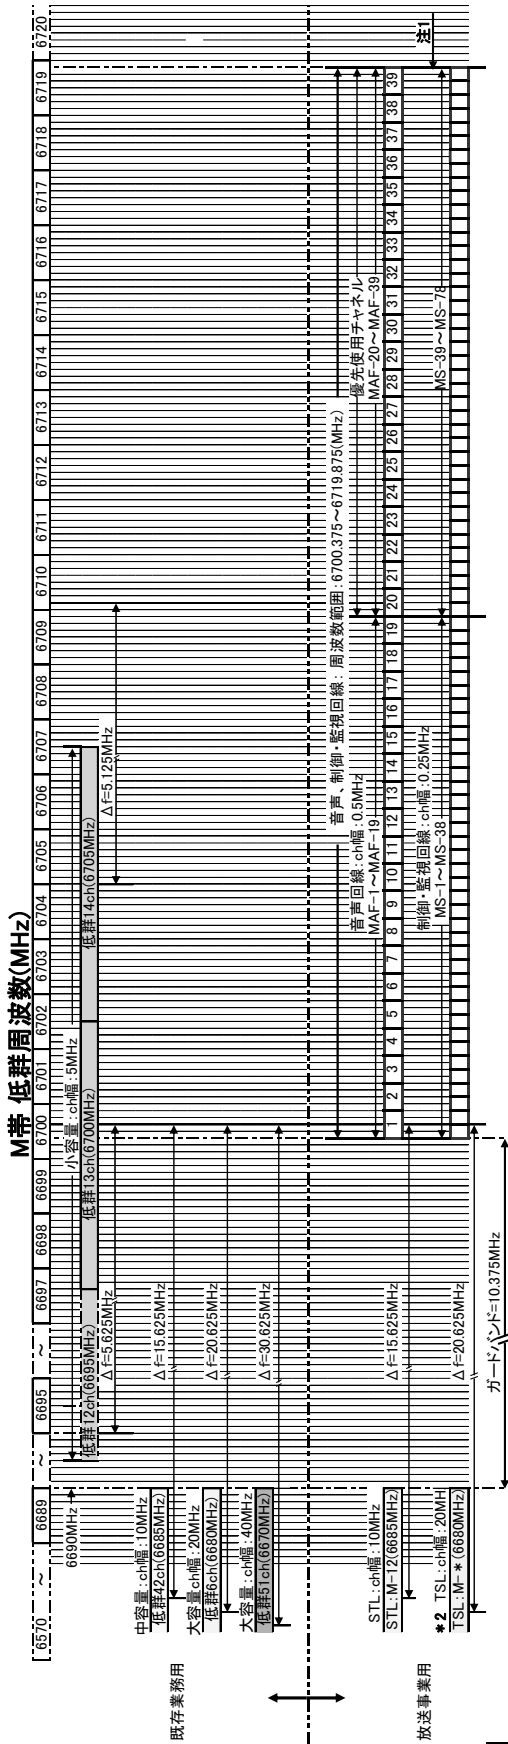 M帯 低群周波数(MHz)
6570 ～ 6689 ～ 6695 ～ 6697 6698 6699 6700 6701 6702 6703 6704 6705 6706 6707 6708 6709 6710 6711 6712 6713 6714 6715 6716 6717 6718 6719 6720
6690MHz
小容量:ch幅:5MHz
低群12ch(6695MHz) 低群13ch(6700MHz) 低群14ch(6705MHz)
Δf=5.625MHz Δf=5.125MHz
既存業務用
中容量:ch幅:10MHz
低群42ch(6685MHz) Δf=15.625MHz
大容量ch幅:20MHz
低群6ch(6680MHz) Δf=20.625MHz
大容量:ch幅:40MHz
低群51ch(6670MHz) Δf=30.625MHz
音声、制御・監視回線:周波数範囲:6700.375～6719.875(MHz)
音声回線:ch幅:0.5MHz 優先使用チャネル
MAF-1～MAF-19 MAF-20～MAF-39
放送事業用
STL:ch幅:10MHz
STL:M-12(6685MHz) Δf=15.625MHz
1 2 3 4 5 6 7 8 9 10 11 12 13 14 15 16 17 18 19 20 21 22 23 24 25 26 27 28 29 30 31 32 33 34 35 36 37 38 39
制御・監視回線:ch幅:0.25MHz
MS-1～MS-38 MS-39～MS-78
注1
*2 TSL:ch幅:20MH
TSL:M-*(6680MHz) Δf=20.625MHz
ガードバンド=10.375MHz